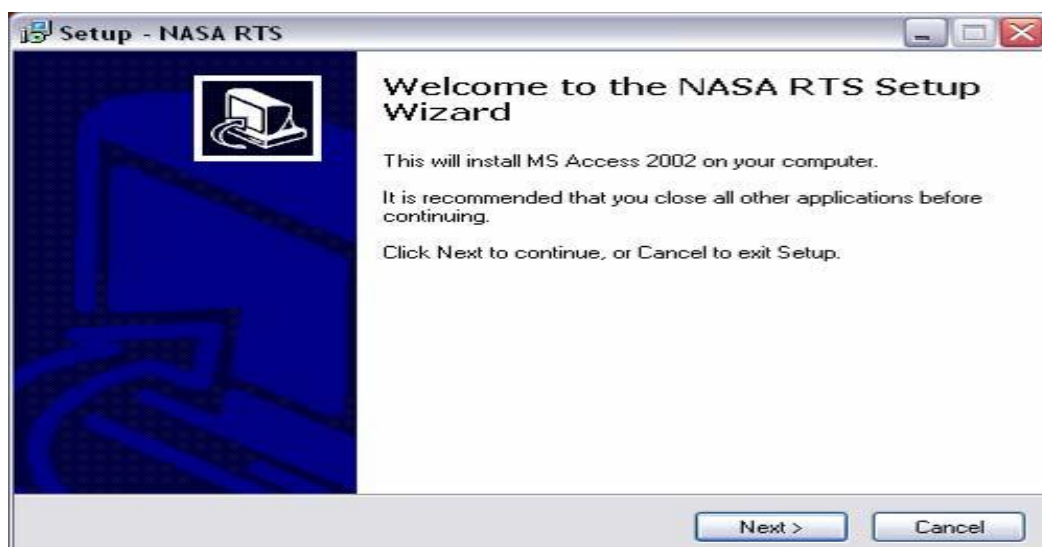 Setup - NASA RTS
Welcome to the NASA RTS Setup
Wizard
This will install MS Access 2002 on your computer.
It is recommended that you close all other applications before
continuing.
Click Next to continue, or Cancel to exit Setup.
Next >
Cancel